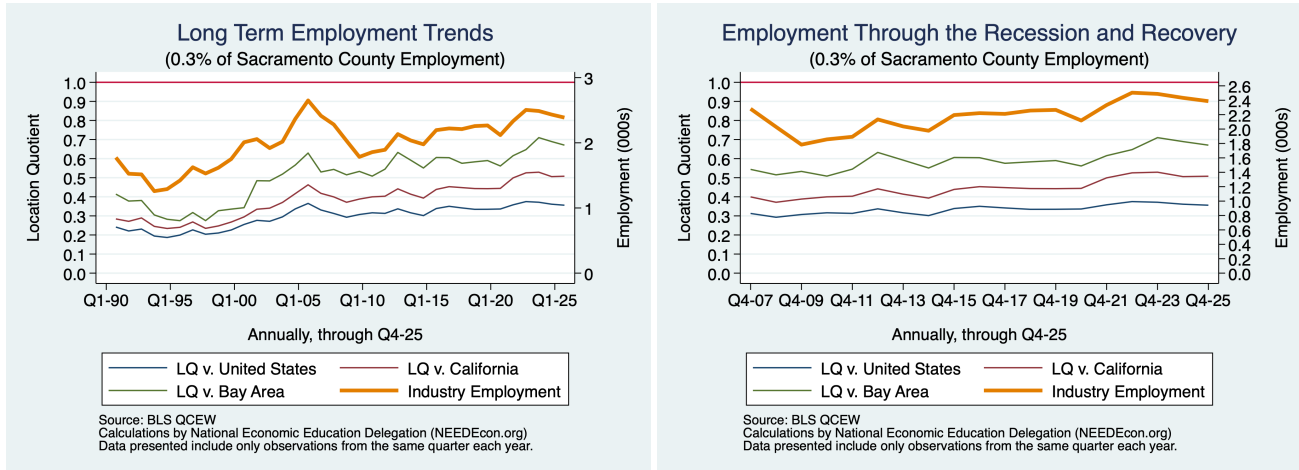 Long Term Employment Trends
(0.3% of Sacramento County Employment)
Location Quotient
1.0
0.9
0.8
0.7
0.6
0.5
0.4
0.3
0.2
0.1
0.0
3
2
1
0
Employment (000s)
Q1-90 Q1-95 Q1-00 Q1-05 Q1-10 Q1-15 Q1-20 Q1-25
Annually, through Q4-25
LQ v. United States LQ v. California
LQ v. Bay Area Industry Employment
Source: BLS QCEW
Calculations by National Economic Education Delegation (NEEDEcon.org)
Data presented include only observations from the same quarter each year.
Employment Through the Recession and Recovery
(0.3% of Sacramento County Employment)
Location Quotient
1.0
0.9
0.8
0.7
0.6
0.5
0.4
0.3
0.2
0.1
0.0
2.6
2.4
2.2
2.0
1.8
1.6
1.4
1.2
1.0
0.8
0.6
0.4
0.2
0.0
Employment (000s)
Q4-07 Q4-09 Q4-11 Q4-13 Q4-15 Q4-17 Q4-19 Q4-21 Q4-23 Q4-25
Annually, through Q4-25
LQ v. United States LQ v. California
LQ v. Bay Area Industry Employment
Source: BLS QCEW
Calculations by National Economic Education Delegation (NEEDEcon.org)
Data presented include only observations from the same quarter each year.